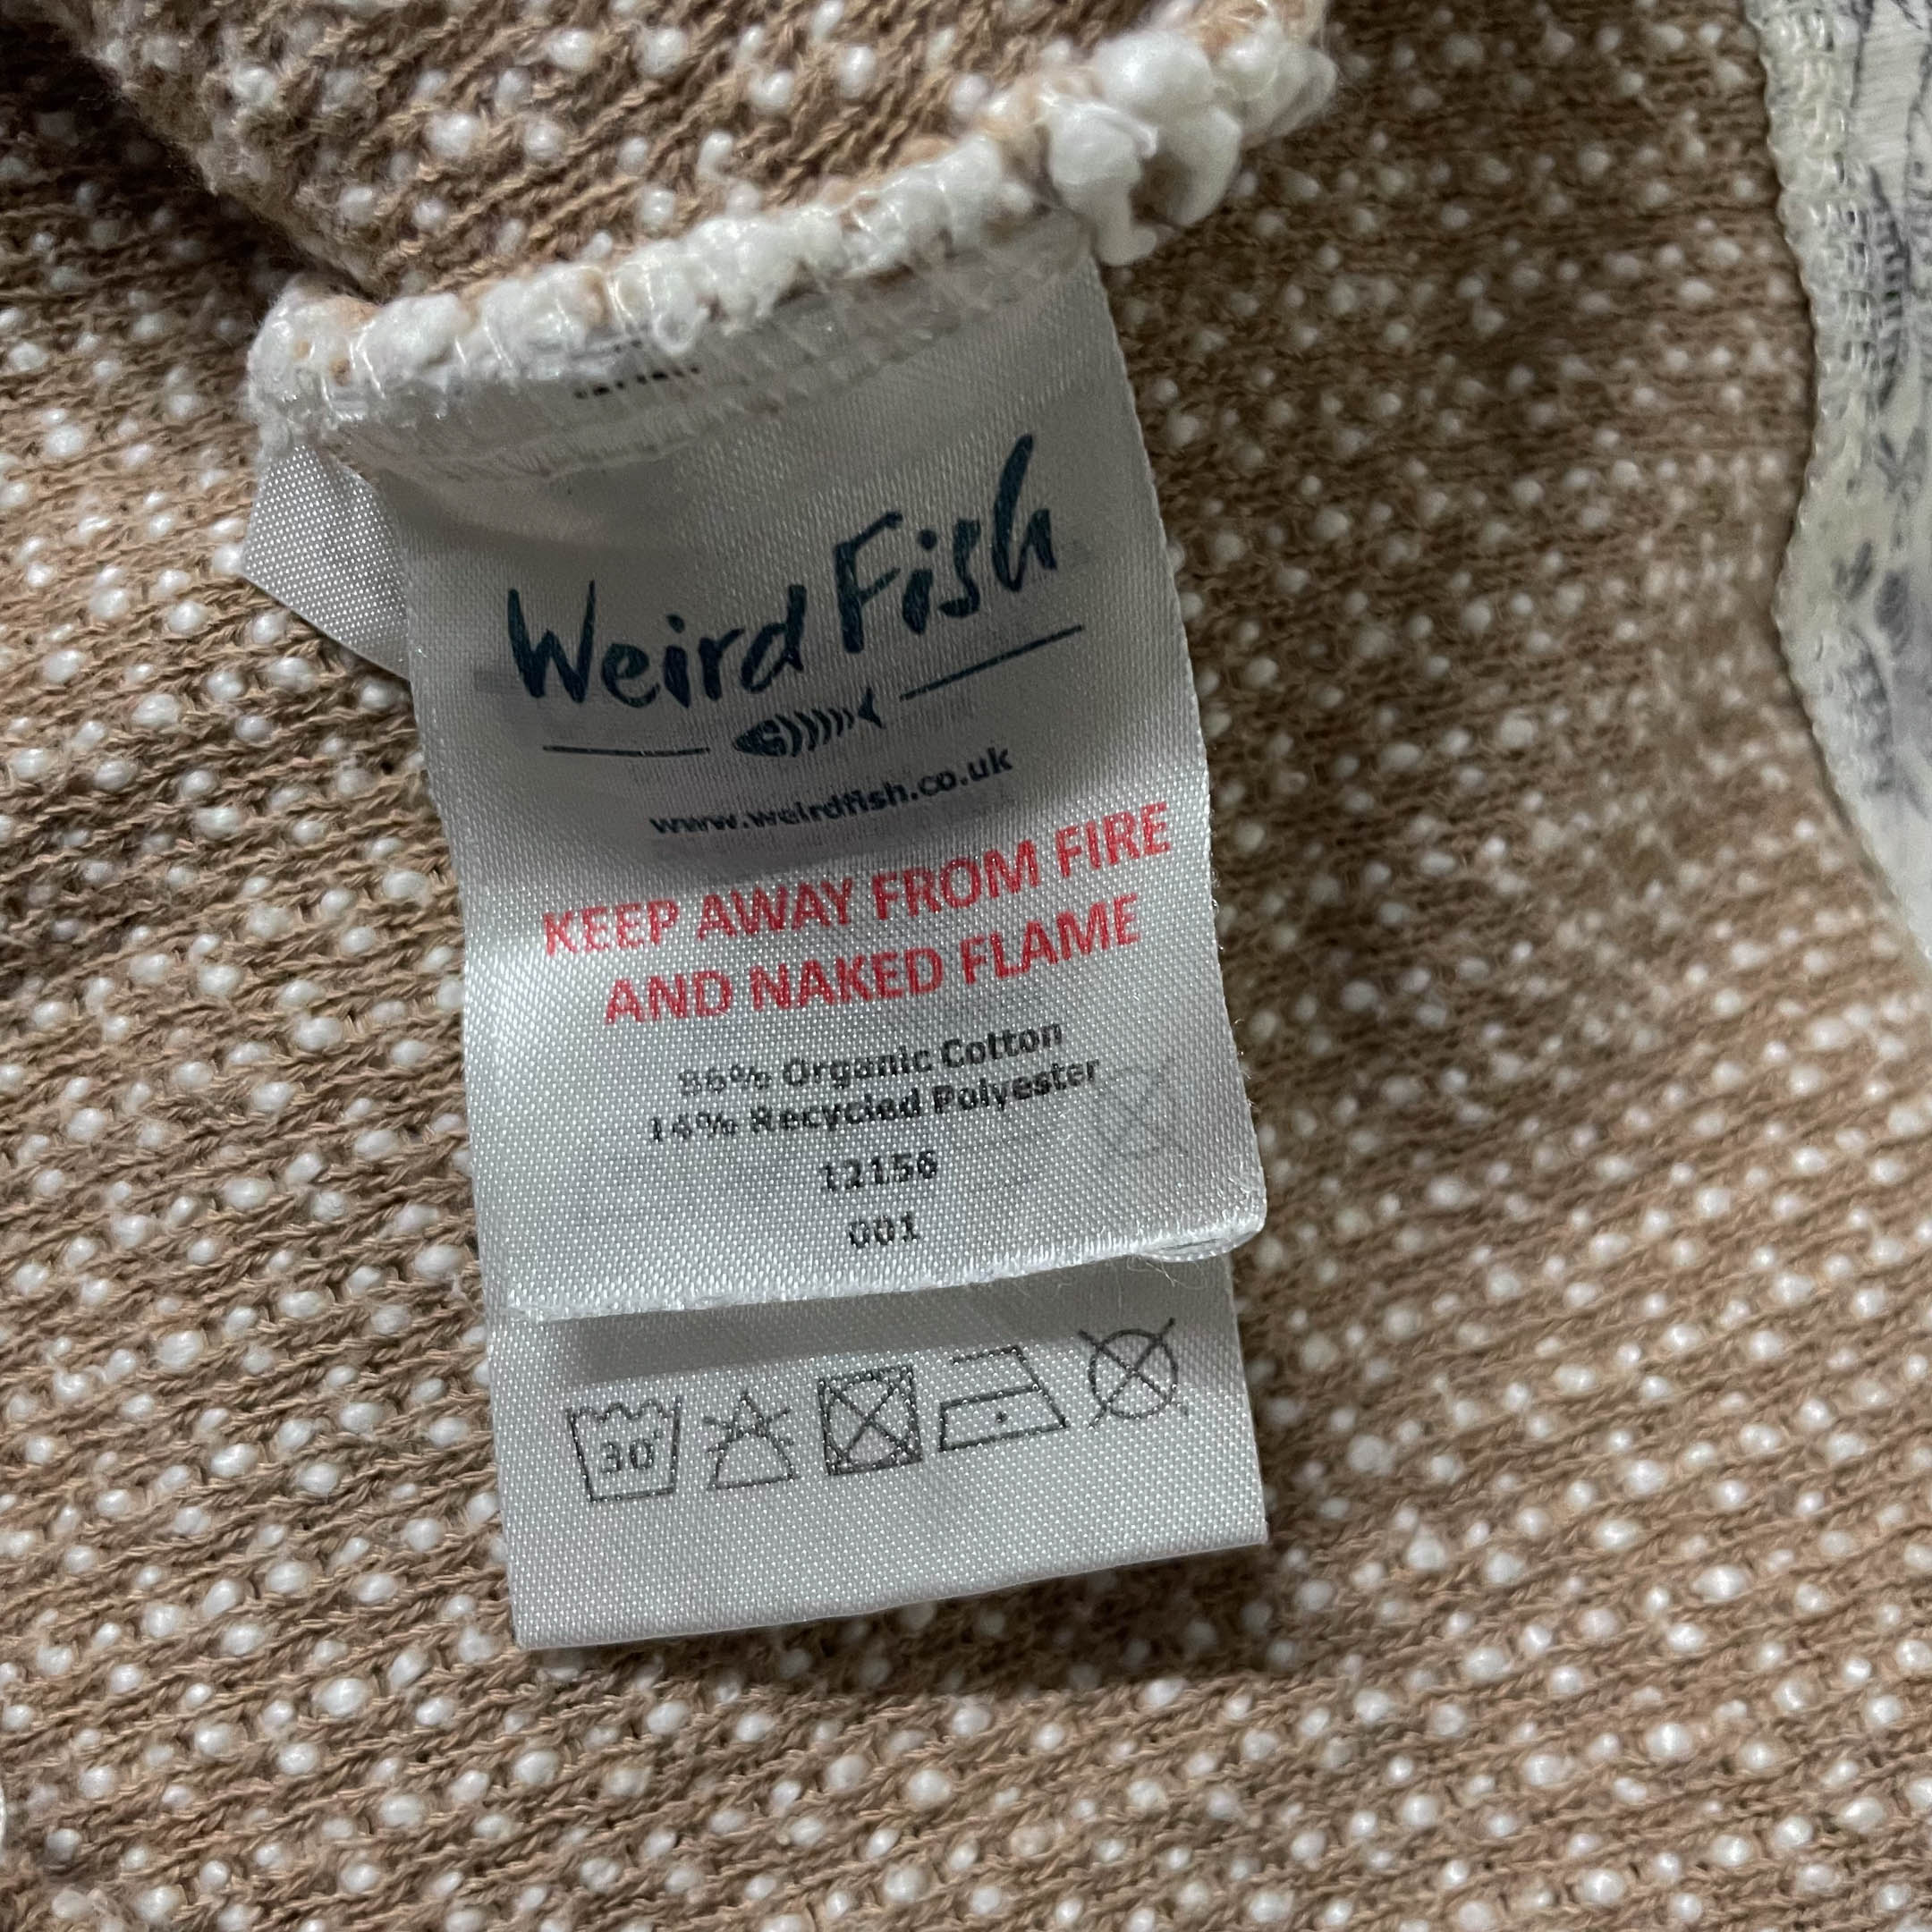 Weird Fish
www.weirdfish.co.uk
KEEP AWAY FROM FIRE
AND NAKED FLAME
86% Organic Cotton
14% Recycled Polyester
12156
001
30°